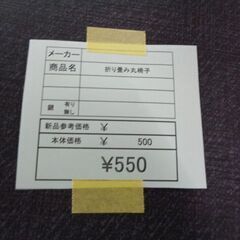 メーカー
商品名 折り畳み丸椅子
鍵 有り 無し
新品参考価格 ¥
本体価格 ¥ 500
¥550